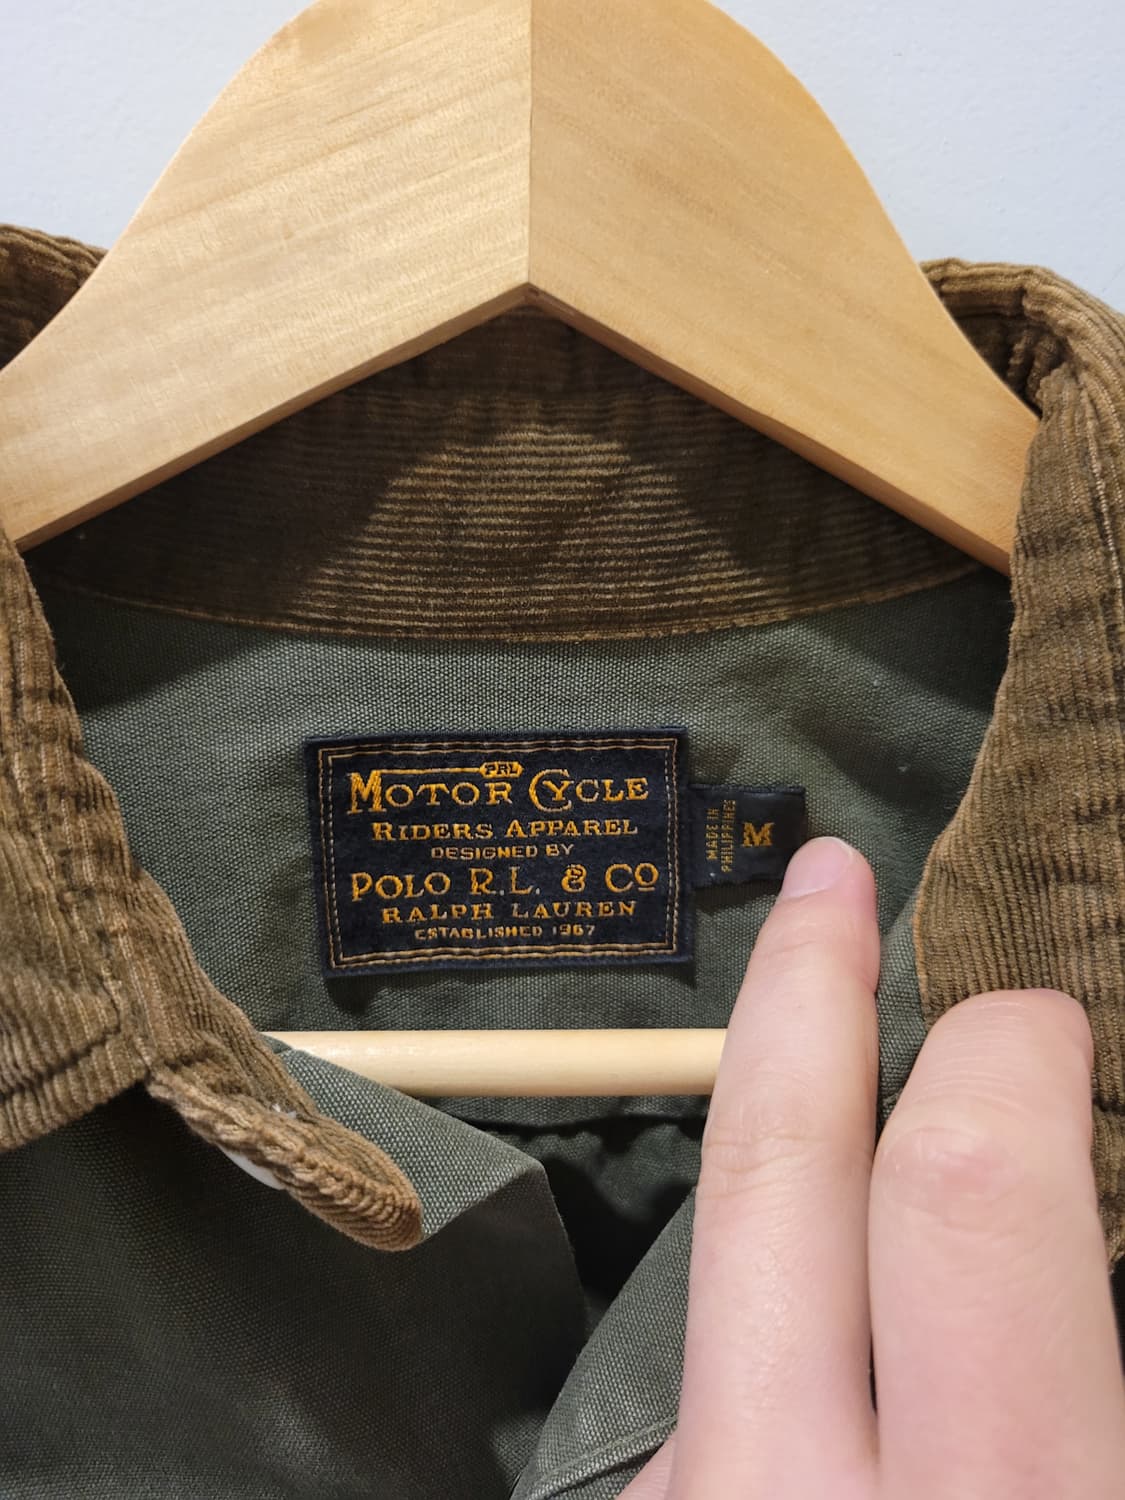 PRL
MOTOR CYCLE
RIDERS APPAREL
DESIGNED BY
POLO R.L. & CO
RALPH LAUREN
ESTABLISHED 1967
MADE IN
PHILIPPINES
M